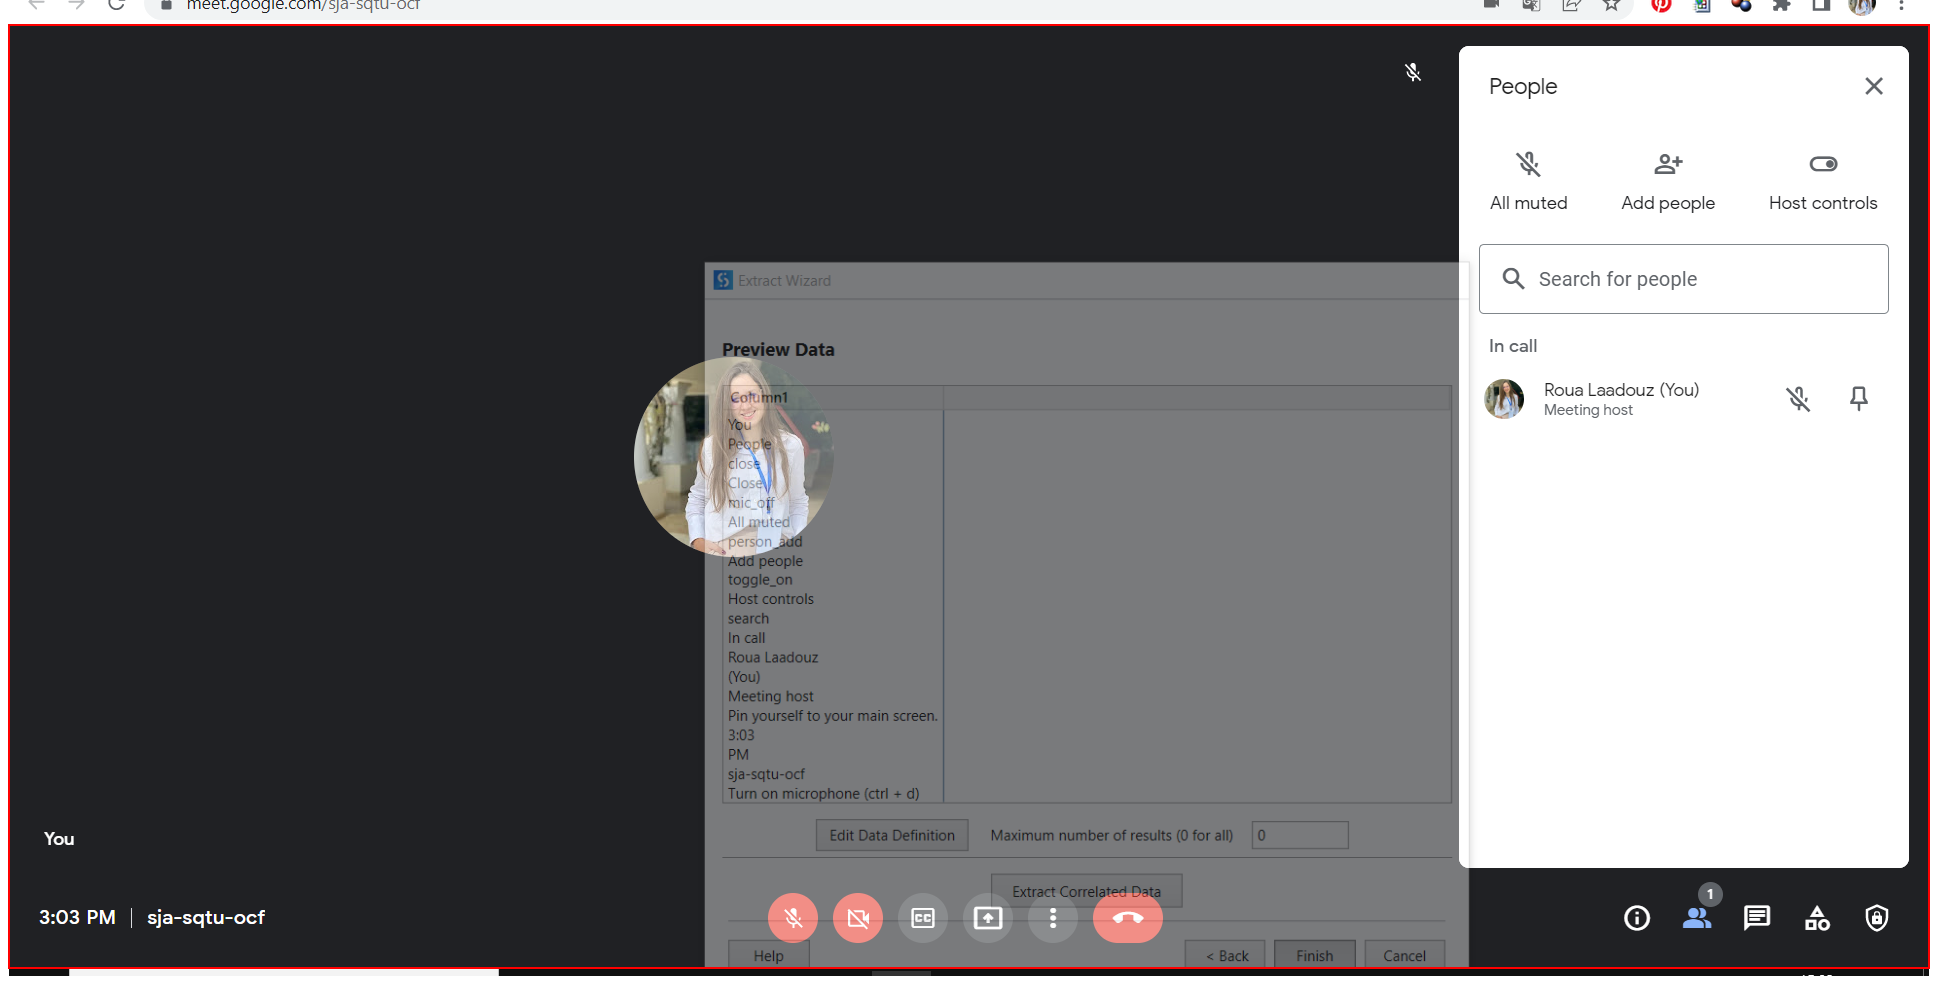 meet.google.com/sja-sqtu-ocf
People
All muted
Add people
Host controls
Search for people
In call
Roua Laadouz (You)
Meeting host
Extract Wizard
Preview Data
Column1
You
People
close
Close
mic_off
All muted
person_add
Add people
toggle_on
Host controls
search
In call
Roua Laadouz
(You)
Meeting host
Pin yourself to your main screen.
3:03
PM
sja-sqtu-ocf
Turn on microphone (ctrl + d)
Edit Data Definition
Maximum number of results (0 for all)
0
Extract Correlated Data
Help
< Back
Finish
Cancel
You
3:03 PM
sja-sqtu-ocf
CC
1